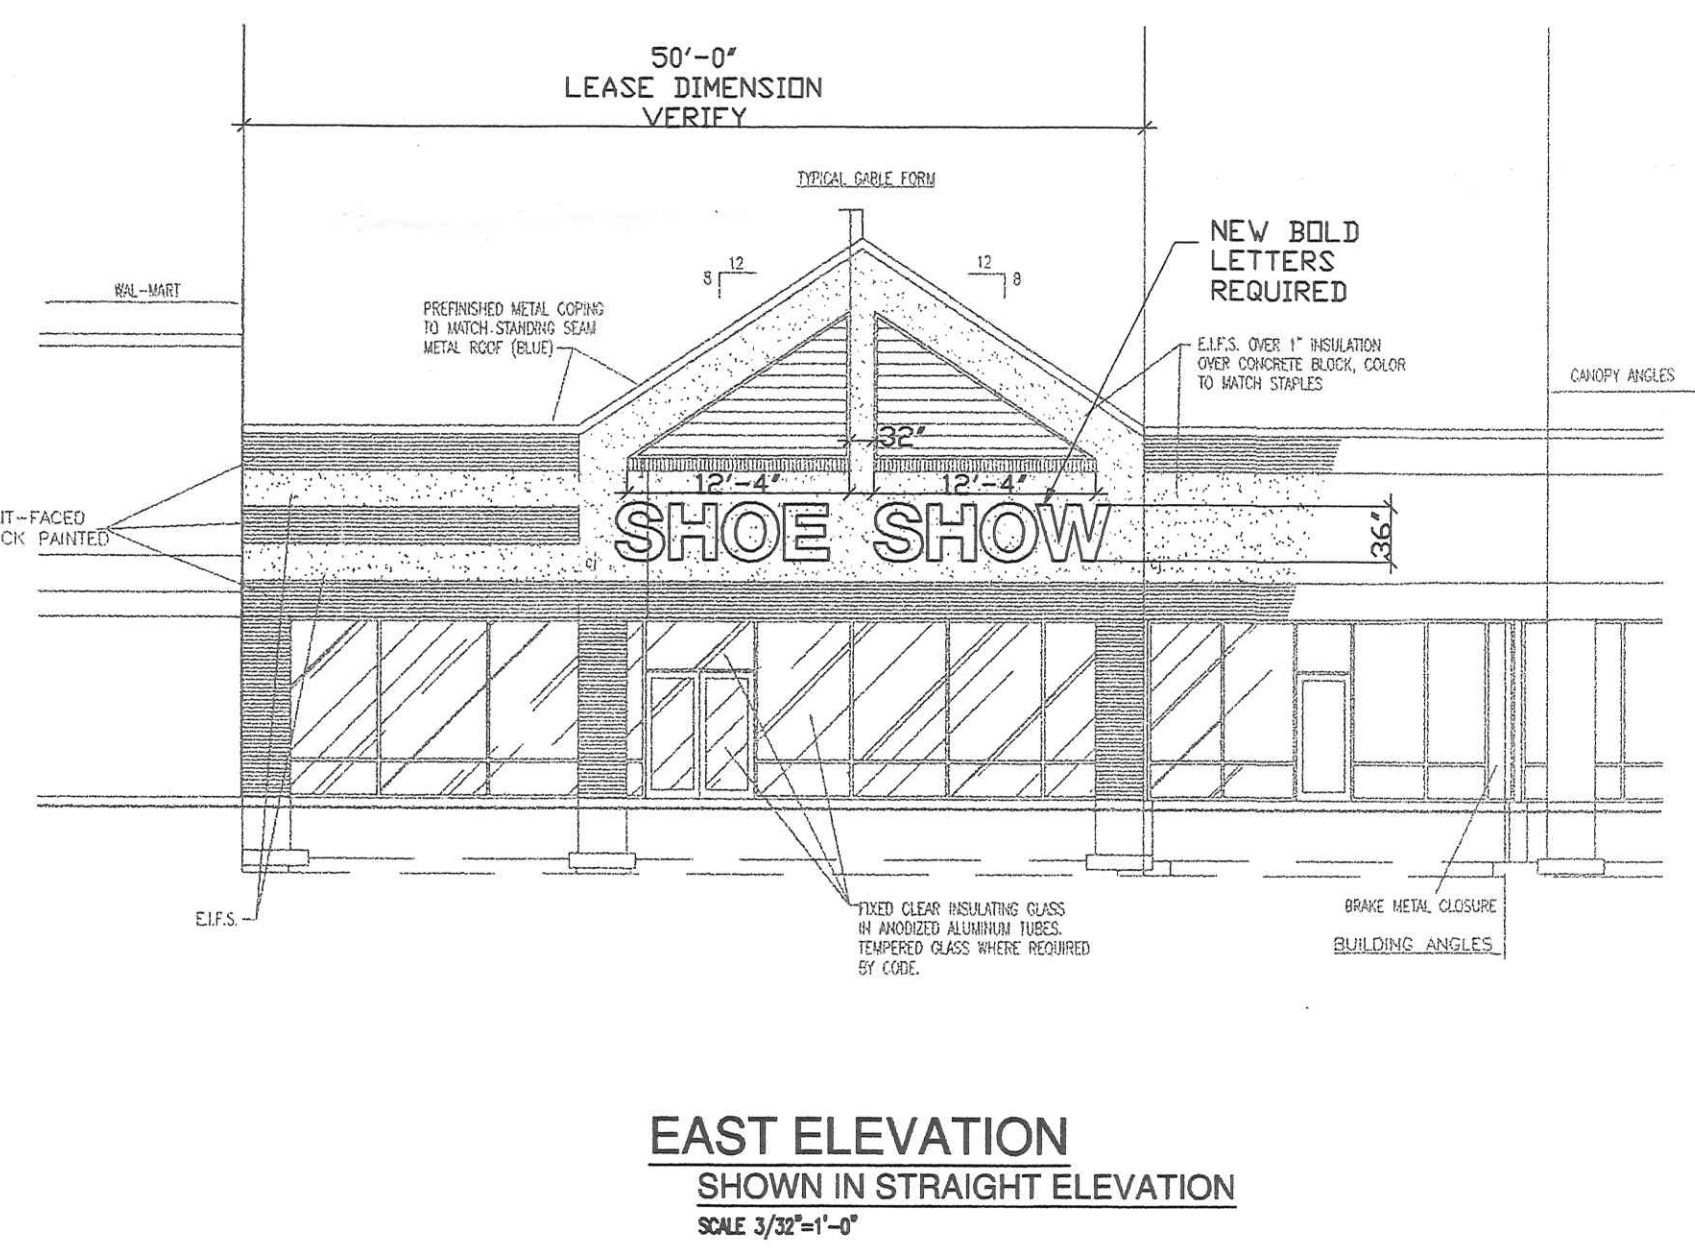 50'-0"
LEASE DIMENSION
VERIFY
TYPICAL GABLE FORM
NEW BOLD
LETTERS
REQUIRED
12
8
12
8
WAL-MART
PREFINISHED METAL COPING
TO MATCH STANDING SEAM
METAL ROOF (BLUE)
E.I.F.S. OVER 1" INSULATION
OVER CONCRETE BLOCK, COLOR
TO MATCH STAPLES
CANOPY ANGLES
32"
12'-4"
12'-4"
SHOE SHOW
36"
IT-FACED
CK PAINTED
CJ
CJ.
E.I.F.S.
FIXED CLEAR INSULATING GLASS
IN ANODIZED ALUMINUM TUBES.
TEMPERED GLASS WHERE REQUIRED
BY CODE.
BRAKE METAL CLOSURE
BUILDING ANGLES
EAST ELEVATION
SHOWN IN STRAIGHT ELEVATION
SCALE 3/32"=1'-0"